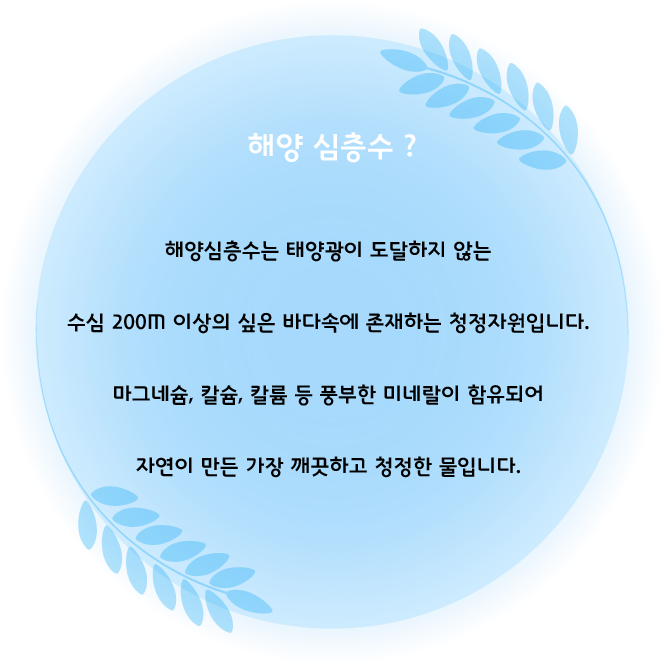 해양 심층수 ?
해양심층수는 태양광이 도달하지 않는
수심 200m 이상의 싶은 바다속에 존재하는 청정자원입니다.
마그네슘, 칼슘, 칼륨 등 풍부한 미네랄이 함유되어
자연이 만든 가장 깨끗하고 청정한 물입니다.